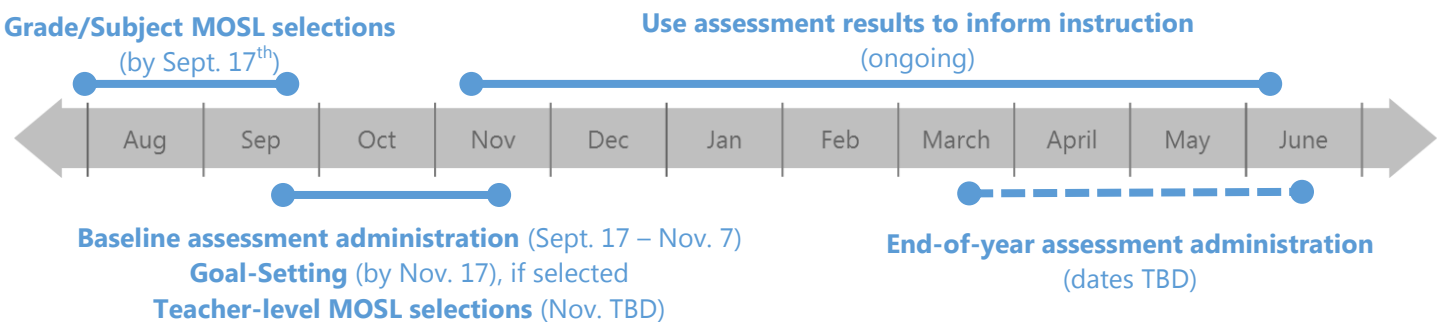 Grade/Subject MOSL selections
(by Sept. 17th)
Use assessment results to inform instruction
(ongoing)
Aug Sep Oct Nov Dec Jan Feb March April May June
Baseline assessment administration (Sept. 17 – Nov. 7)
Goal-Setting (by Nov. 17), if selected
Teacher-level MOSL selections (Nov. TBD)
End-of-year assessment administration
(dates TBD)